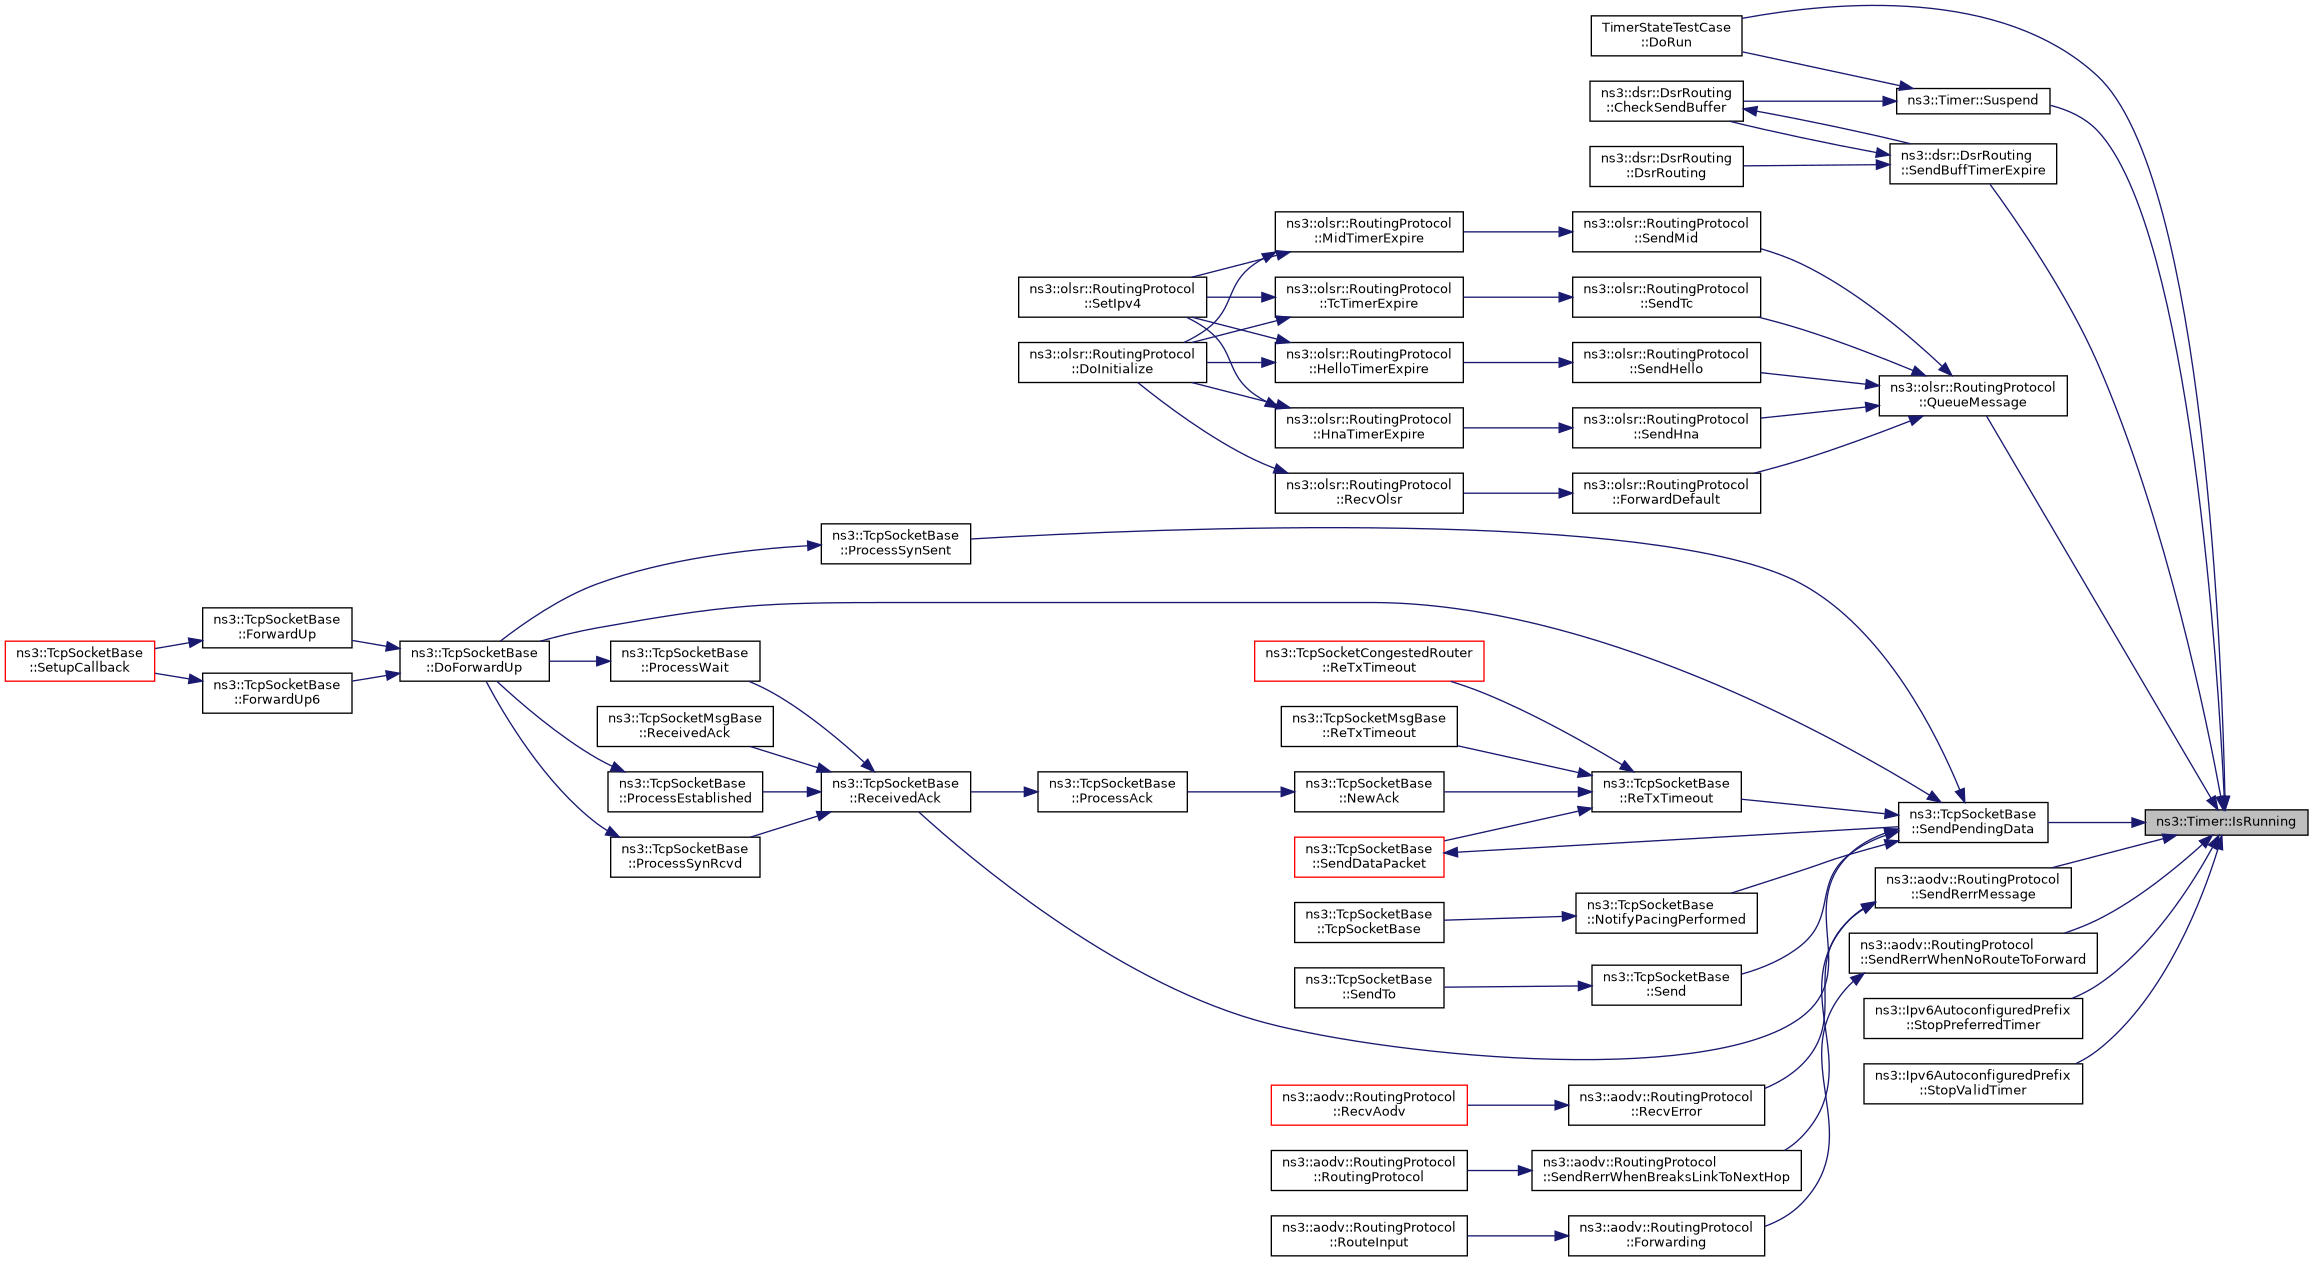 TimerStateTestCase
::DoRun
ns3::dsr::DsrRouting
::CheckSendBuffer
ns3::Timer::Suspend
ns3::dsr::DsrRouting
::DsrRouting
ns3::dsr::DsrRouting
::SendBuffTimerExpire
ns3::olsr::RoutingProtocol
::MidTimerExpire
ns3::olsr::RoutingProtocol
::SendMid
ns3::olsr::RoutingProtocol
::SetIpv4
ns3::olsr::RoutingProtocol
::TcTimerExpire
ns3::olsr::RoutingProtocol
::SendTc
ns3::olsr::RoutingProtocol
::DoInitialize
ns3::olsr::RoutingProtocol
::HelloTimerExpire
ns3::olsr::RoutingProtocol
::SendHello
ns3::olsr::RoutingProtocol
::QueueMessage
ns3::olsr::RoutingProtocol
::HnaTimerExpire
ns3::olsr::RoutingProtocol
::SendHna
ns3::olsr::RoutingProtocol
::RecvOlsr
ns3::olsr::RoutingProtocol
::ForwardDefault
ns3::TcpSocketBase
::ProcessSynSent
ns3::TcpSocketBase
::ForwardUp
ns3::TcpSocketBase
::SetupCallback
ns3::TcpSocketBase
::DoForwardUp
ns3::TcpSocketBase
::ProcessWait
ns3::TcpSocketCongestedRouter
::ReTxTimeout
ns3::TcpSocketBase
::ForwardUp6
ns3::TcpSocketMsgBase
::ReceivedAck
ns3::TcpSocketMsgBase
::ReTxTimeout
ns3::TcpSocketBase
::ProcessEstablished
ns3::TcpSocketBase
::ReceivedAck
ns3::TcpSocketBase
::ProcessAck
ns3::TcpSocketBase
::NewAck
ns3::TcpSocketBase
::ReTxTimeout
ns3::TcpSocketBase
::SendPendingData
ns3::Timer::IsRunning
ns3::TcpSocketBase
::ProcessSynRcvd
ns3::TcpSocketBase
::SendDataPacket
ns3::aodv::RoutingProtocol
::SendRerrMessage
ns3::TcpSocketBase
::TcpSocketBase
ns3::TcpSocketBase
::NotifyPacingPerformed
ns3::aodv::RoutingProtocol
::SendRerrWhenNoRouteToForward
ns3::TcpSocketBase
::SendTo
ns3::TcpSocketBase
::Send
ns3::Ipv6AutoconfiguredPrefix
::StopPreferredTimer
ns3::Ipv6AutoconfiguredPrefix
::StopValidTimer
ns3::aodv::RoutingProtocol
::RecvAodv
ns3::aodv::RoutingProtocol
::RecvError
ns3::aodv::RoutingProtocol
::RoutingProtocol
ns3::aodv::RoutingProtocol
::SendRerrWhenBreaksLinkToNextHop
ns3::aodv::RoutingProtocol
::RouteInput
ns3::aodv::RoutingProtocol
::Forwarding